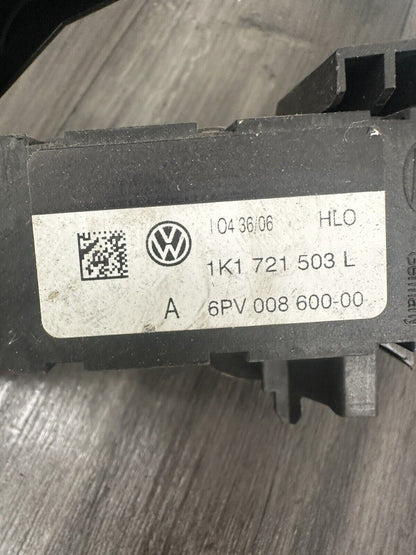 I 04 36/06 HLO
1K1 721 503 L
A 6PV 008 600-00
Germany